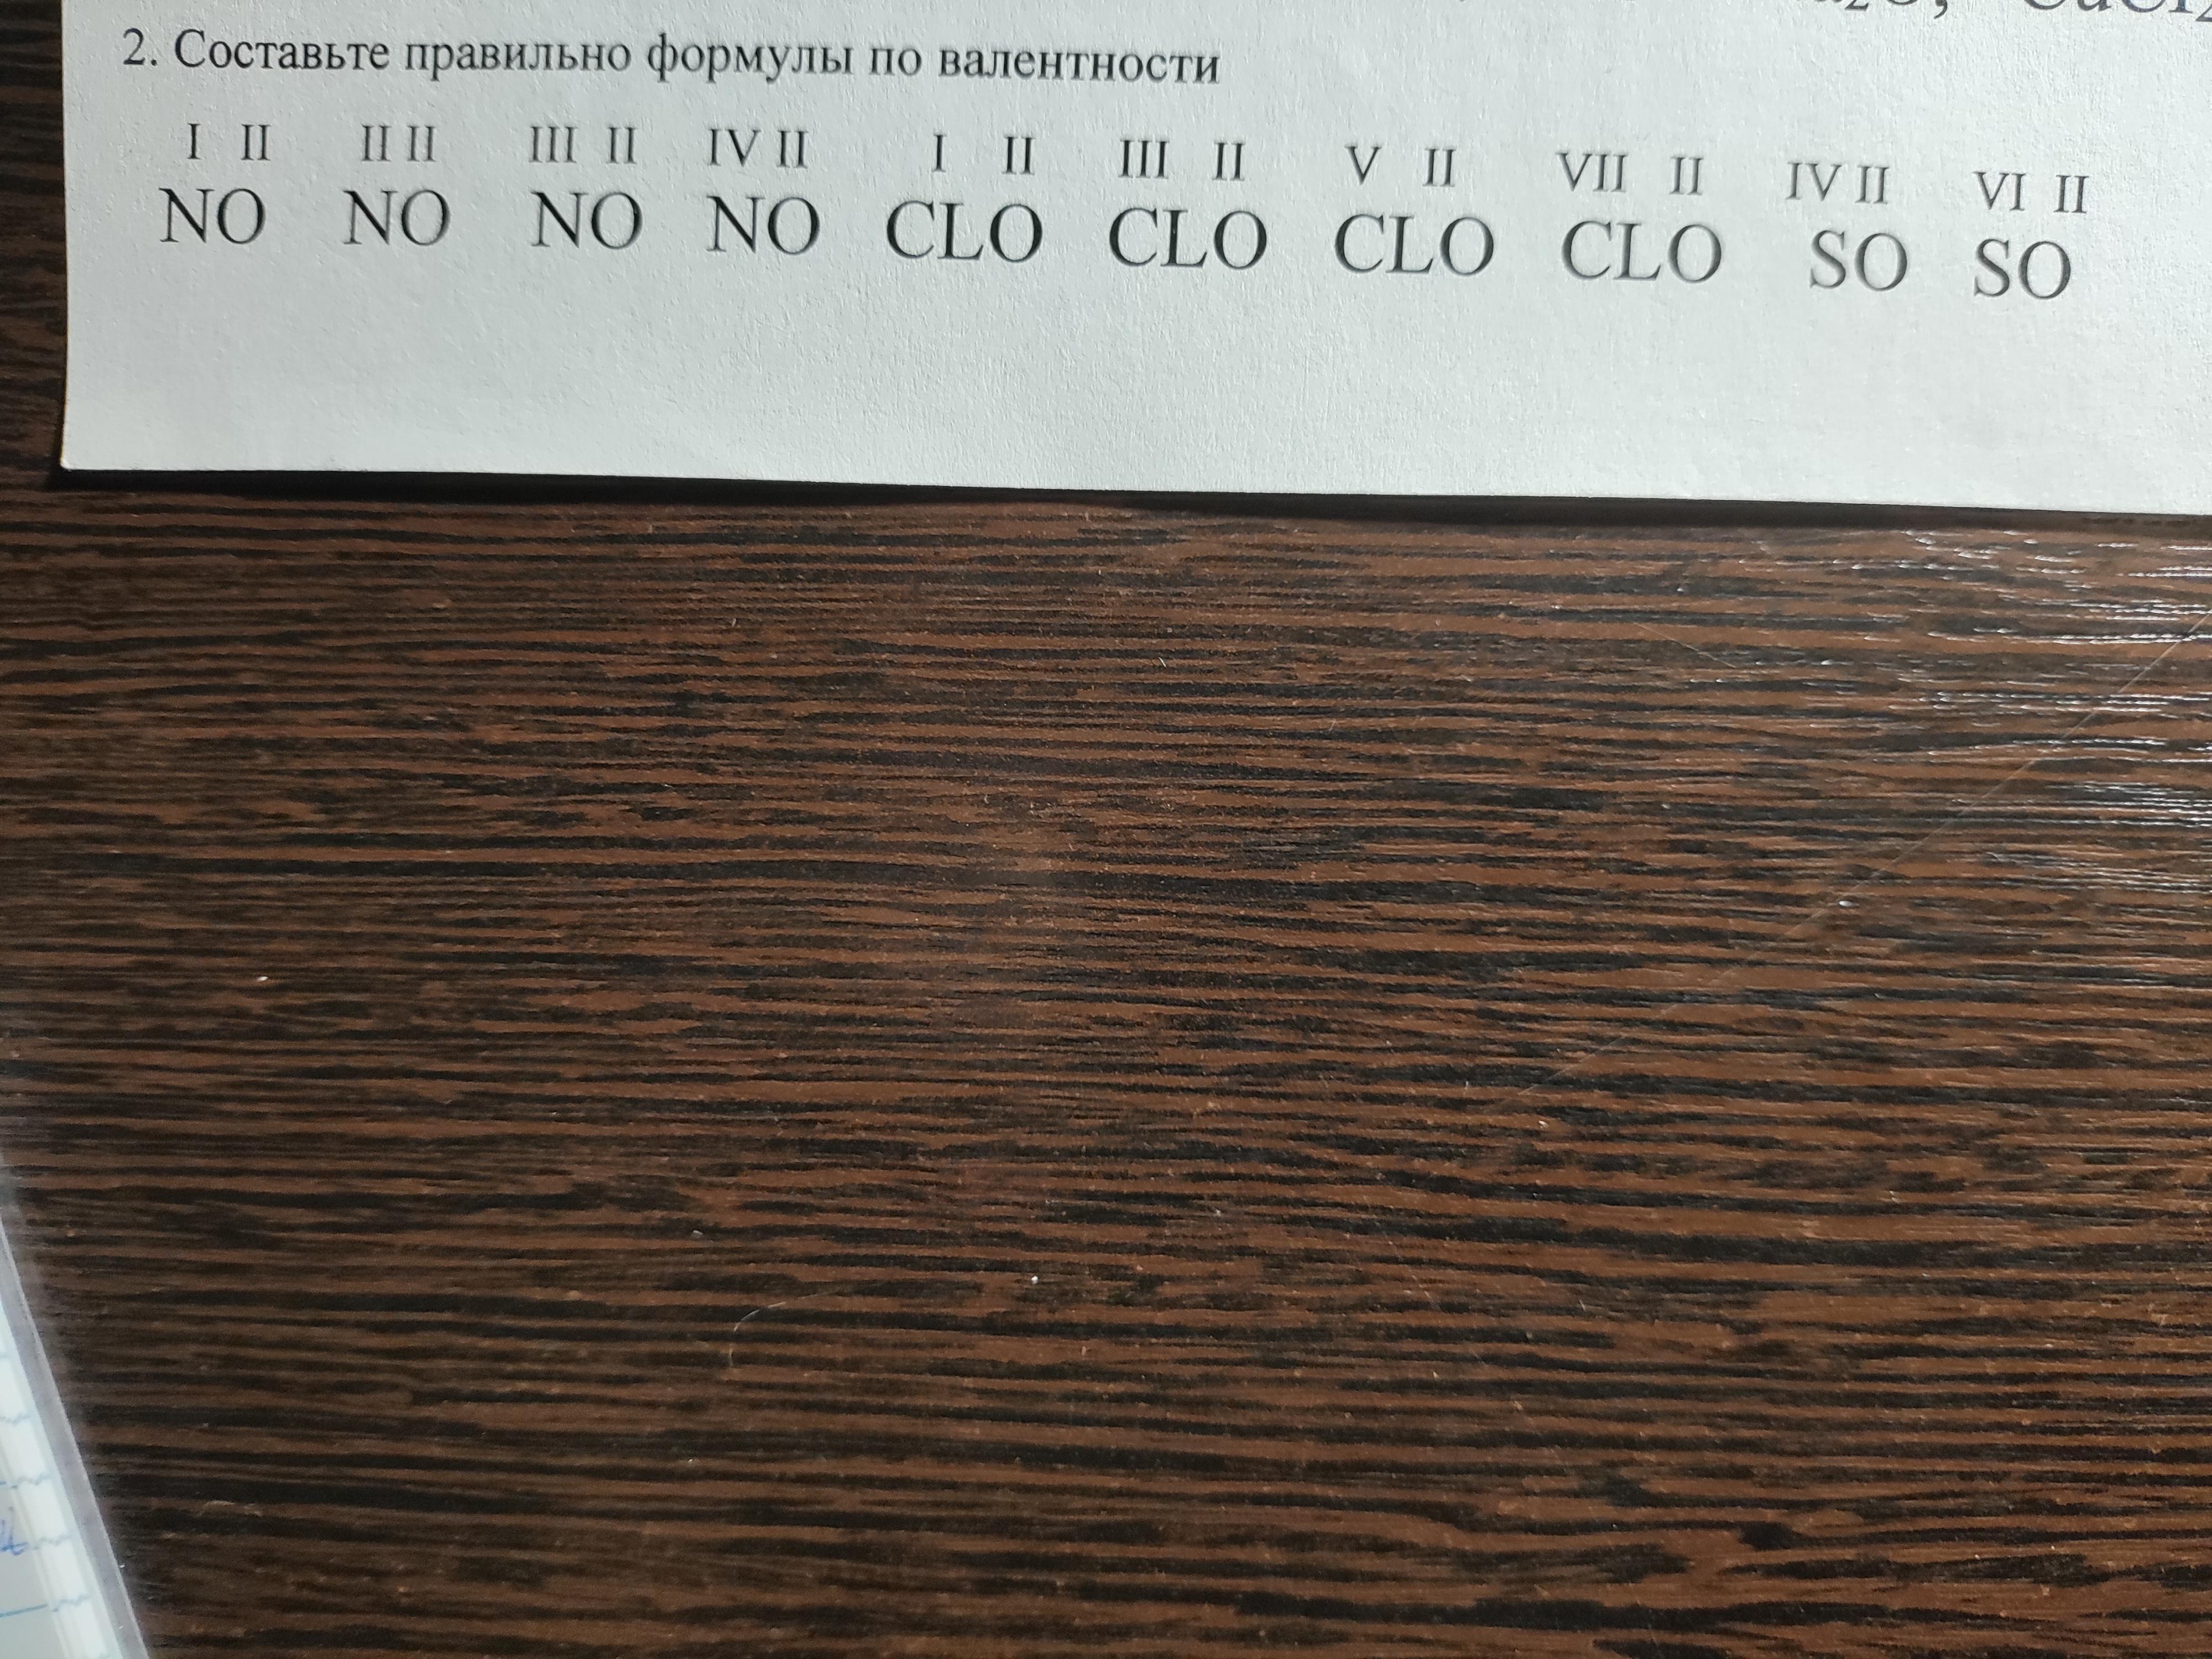 2. Составьте правильно формулы по валентности
I II II II III II IV II I II III II V II VII II IV II VI II
NO NO NO NO CLO CLO CLO CLO SO SO